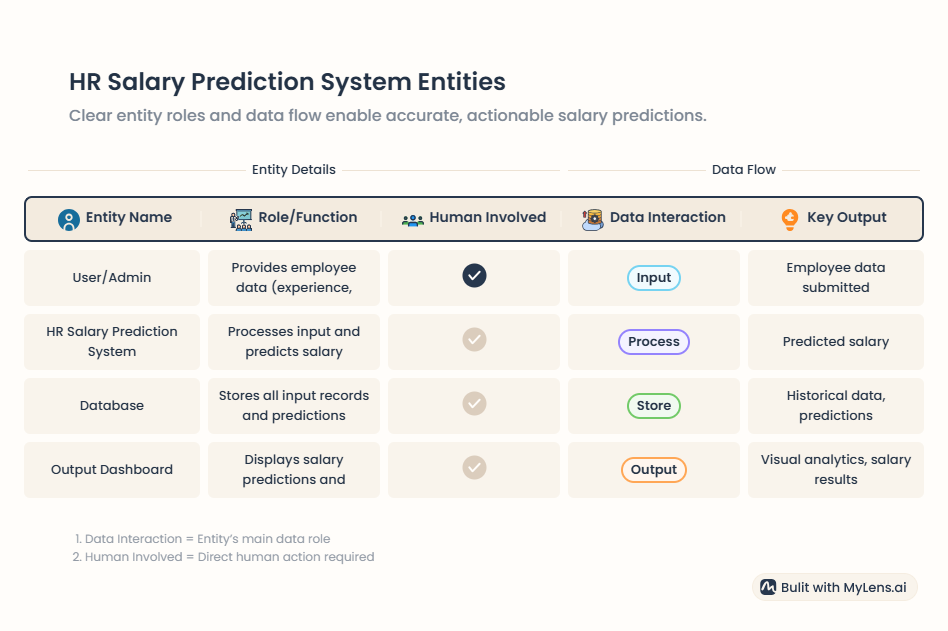 HR Salary Prediction System Entities
Clear entity roles and data flow enable accurate, actionable salary predictions.
Entity Details
Data Flow
Entity Name
Role/Function
Human Involved
Data Interaction
Key Output
User/Admin
Provides employee
data (experience,
Input
Employee data
submitted
HR Salary Prediction
System
Processes input and
predicts salary
Process
Predicted salary
Database
Stores all input records
and predictions
Store
Historical data,
predictions
Output Dashboard
Displays salary
predictions and
Output
Visual analytics, salary
results
1. Data Interaction = Entity's main data role
2. Human Involved = Direct human action required
Bulit with MyLens.ai